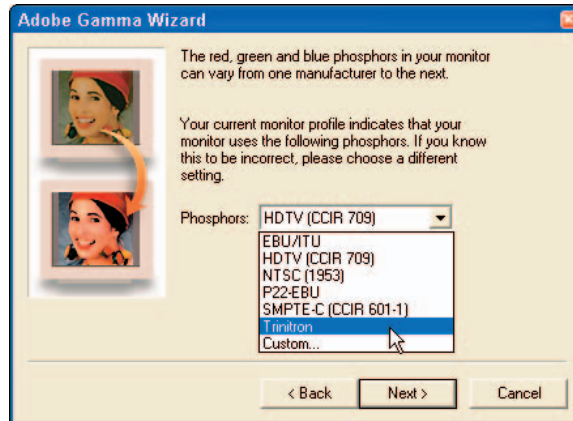 Adobe Gamma Wizard
The red, green and blue phosphors in your monitor
can vary from one manufacturer to the next.
Your current monitor profile indicates that your
monitor uses the following phosphors. If you know
this to be incorrect, please choose a different
setting.
Phosphors: HDTV (CCIR 709)
EBU/ITU
HDTV (CCIR 709)
NTSC (1953)
P22-EBU
SMPTE-C (CCIR 601-1)
Trinitron
Custom...
< Back Next > Cancel